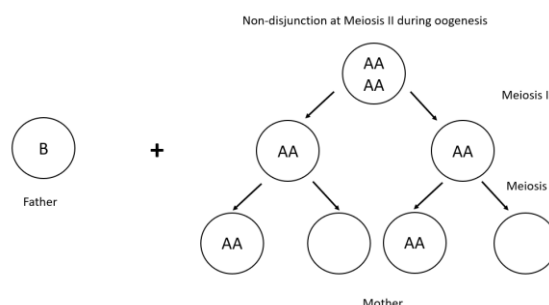 Non-disjunction at Meiosis II during oogenesis
AA
AA
Meiosis I
B
+
AA
AA
Father
Meiosis
AA
AA
Mother